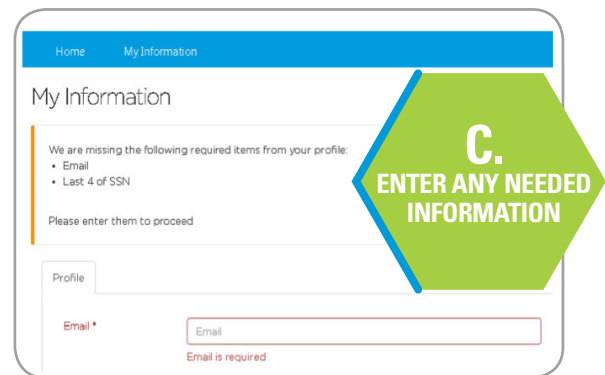 Home My Information
My Information
We are missing the following required items from your profile:
• Email
• Last 4 of SSN
Please enter them to proceed
C.
ENTER ANY NEEDED
INFORMATION
Profile
Email * Email
Email is required